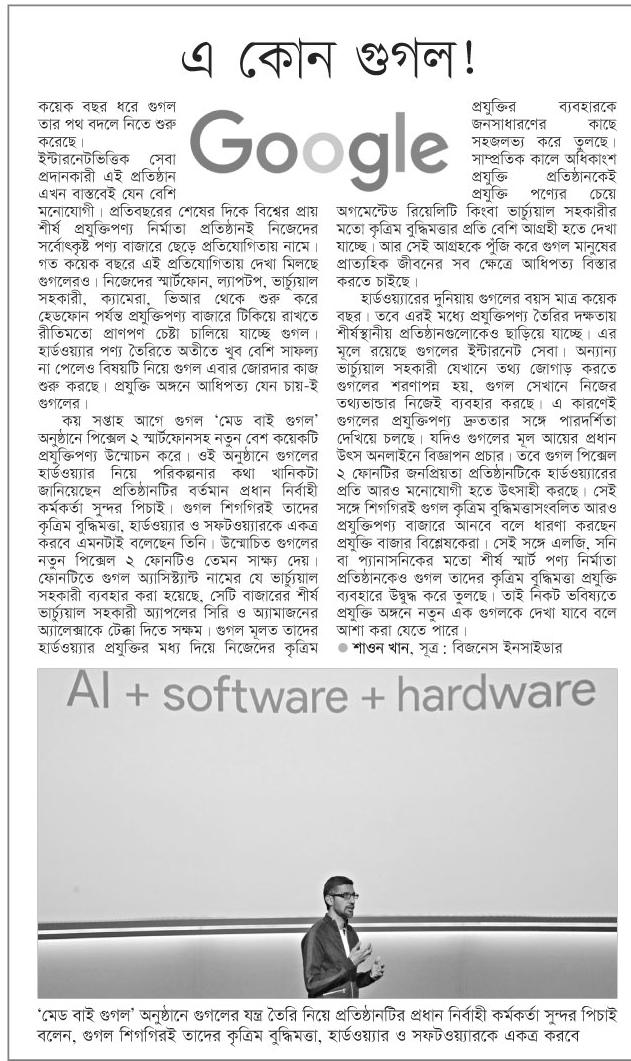 এ কোন গুগল!
Google
কয়েক বছর ধরে গুগল
তার পথ বদলে নিতে শুরু
করেছে।
ইন্টারনেটভিত্তিক সেবা
প্রদানকারী এই প্রতিষ্ঠান
এখন বাস্তবেই যেন বেশি
মনোযোগী। প্রতিবছরের শেষের দিকে বিশ্বের প্রায়
শীর্ষ প্রযুক্তিপণ্য নির্মাতা প্রতিষ্ঠানই নিজেদের
সর্বোৎকৃষ্ট পণ্য বাজারে ছেড়ে প্রতিযোগিতায় নামে।
গত কয়েক বছরে এই প্রতিযোগিতায় দেখা মিলছে
গুগলেরও। নিজেদের স্মার্টফোন, ল্যাপটপ, ভার্চ্যুয়াল
সহকারী, ক্যামেরা, ভিআর থেকে শুরু করে
হেডফোন পর্যন্ত প্রযুক্তিপণ্য বাজারে টিকিয়ে রাখতে
রীতিমতো প্রাণপণ চেষ্টা চালিয়ে যাচ্ছে গুগল।
হার্ডওয়্যার পণ্য তৈরিতে অতীতে খুব বেশি সাফল্য
না পেলেও বিষয়টি নিয়ে গুগল এবার জোরদার কাজ
শুরু করছে। প্রযুক্তি অঙ্গনে আধিপত্য যেন চায়-ই
গুগলের।
কয় সপ্তাহ আগে গুগল ‘মেড বাই গুগল’
অনুষ্ঠানে পিক্সেল ২ স্মার্টফোনসহ নতুন বেশ কয়েকটি
প্রযুক্তিপণ্য উন্মোচন করে। ওই অনুষ্ঠানে গুগলের
হার্ডওয়্যার নিয়ে পরিকল্পনার কথা খানিকটা
জানিয়েছেন প্রতিষ্ঠানটির বর্তমান প্রধান নির্বাহী
কর্মকর্তা সুন্দর পিচাই। গুগল শিগগিরই তাদের
কৃত্রিম বুদ্ধিমত্তা, হার্ডওয়্যার ও সফটওয়্যারকে একত্র
করবে এমনটাই বলেছেন তিনি। উন্মোচিত গুগলের
নতুন পিক্সেল ২ ফোনটিও তেমন সাক্ষ্য দেয়।
ফোনটিতে গুগল অ্যাসিস্ট্যান্ট নামের যে ভার্চ্যুয়াল
সহকারী ব্যবহার করা হয়েছে, সেটি বাজারের শীর্ষ
ভার্চ্যুয়াল সহকারী অ্যাপলের সিরি ও অ্যামাজনের
অ্যালেক্সাকে টেক্কা দিতে সক্ষম। গুগল মূলত তাদের
হার্ডওয়্যার প্রযুক্তির মধ্য দিয়ে নিজেদের কৃত্রিম
প্রযুক্তির ব্যবহারকে
জনসাধারণের কাছে
সহজলভ্য করে তুলছে।
সাম্প্রতিক কালে অধিকাংশ
প্রযুক্তি প্রতিষ্ঠানকেই
প্রযুক্তি পণ্যের চেয়ে
অগমেন্টেড রিয়েলিটি কিংবা ভার্চ্যুয়াল সহকারীর
মতো কৃত্রিম বুদ্ধিমত্তার প্রতি বেশি আগ্রহী হতে দেখা
যাচ্ছে। আর সেই আগ্রহকে পুঁজি করে গুগল মানুষের
প্রাত্যহিক জীবনের সব ক্ষেত্রে আধিপত্য বিস্তার
করতে চাইছে।
হার্ডওয়্যারের দুনিয়ায় গুগলের বয়স মাত্র কয়েক
বছর। তবে এরই মধ্যে প্রযুক্তিপণ্য তৈরির দক্ষতায়
শীর্ষস্থানীয় প্রতিষ্ঠানগুলোকেও ছাড়িয়ে যাচ্ছে। এর
মূলে রয়েছে গুগলের ইন্টারনেট সেবা। অন্যান্য
ভার্চ্যুয়াল সহকারী যেখানে তথ্য জোগাড় করতে
গুগলের শরণাপন্ন হয়, গুগল সেখানে নিজের
তথ্যভান্ডার নিজেই ব্যবহার করছে। এ কারণেই
গুগলের প্রযুক্তিপণ্য দ্রুততার সঙ্গে পারদর্শিতা
দেখিয়ে চলছে। যদিও গুগলের মূল আয়ের প্রধান
উৎস অনলাইনে বিজ্ঞাপন প্রচার। তবে গুগল পিক্সেল
২ ফোনটির জনপ্রিয়তা প্রতিষ্ঠানটিকে হার্ডওয়্যারের
প্রতি আরও মনোযোগী হতে উৎসাহী করছে। সেই
সঙ্গে শিগগিরই গুগল কৃত্রিম বুদ্ধিমত্তাসংবলিত আরও
প্রযুক্তিপণ্য বাজারে আনবে বলে ধারণা করছেন
প্রযুক্তি বাজার বিশ্লেষকেরা। সেই সঙ্গে এলজি, সনি
বা প্যানাসনিকের মতো শীর্ষ স্মার্ট পণ্য নির্মাতা
প্রতিষ্ঠানকেও গুগল তাদের কৃত্রিম বুদ্ধিমত্তা প্রযুক্তি
ব্যবহারে উদ্বুদ্ধ করে তুলছে। তাই নিকট ভবিষ্যতে
প্রযুক্তি অঙ্গনে নতুন এক গুগলকে দেখা যাবে বলে
আশা করা যেতে পারে।
● শাওন খান, সূত্র : বিজনেস ইনসাইডার
AI + software + hardware
‘মেড বাই গুগল’ অনুষ্ঠানে গুগলের যন্ত্র তৈরি নিয়ে প্রতিষ্ঠানটির প্রধান নির্বাহী কর্মকর্তা সুন্দর পিচাই
বলেন, গুগল শিগগিরই তাদের কৃত্রিম বুদ্ধিমত্তা, হার্ডওয়্যার ও সফটওয়্যারকে একত্র করবে